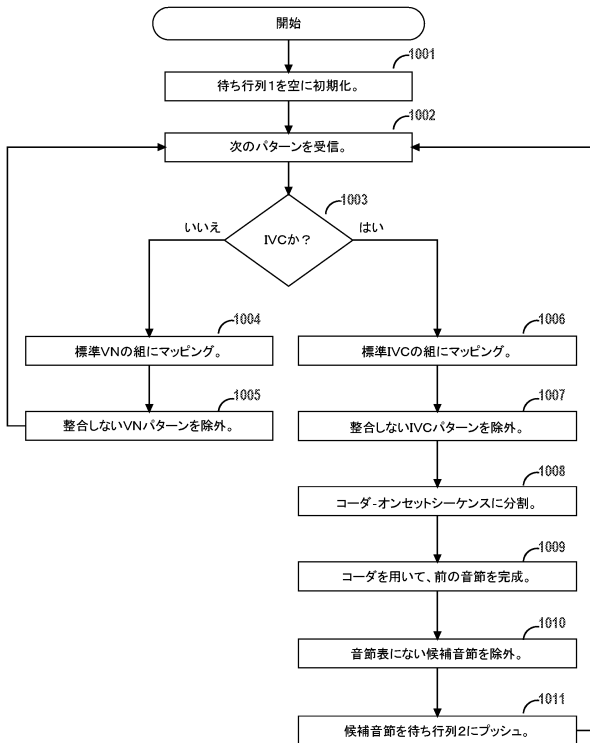 開始
1001
待ち行列1を空に初期化。
1002
次のパターンを受信。
1003
IVCか?
いいえ
はい
1004
標準VNの組にマッピング。
1005
整合しないVNパターンを除外。
1006
標準IVCの組にマッピング。
1007
整合しないIVCパターンを除外。
1008
コーダ-オンセットシーケンスに分割。
1009
コーダを用いて、前の音節を完成。
1010
音節表にない候補音節を除外。
1011
候補音節を待ち行列2にプッシュ。